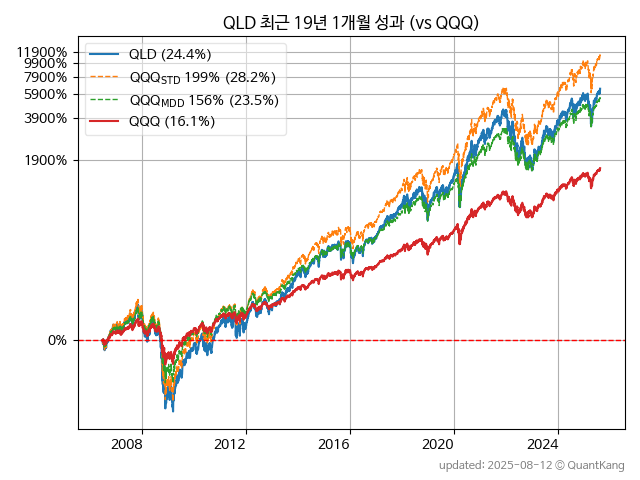 QLD 최근 19년 1개월 성과 (vs QQQ)
QLD (24.4%)
QQQSTD 199% (28.2%)
QQQMDD 156% (23.5%)
QQQ (16.1%)
11900%
9900%
7900%
5900%
3900%
1900%
0%
2008 2012 2016 2020 2024
updated: 2025-08-12 © QuantKang